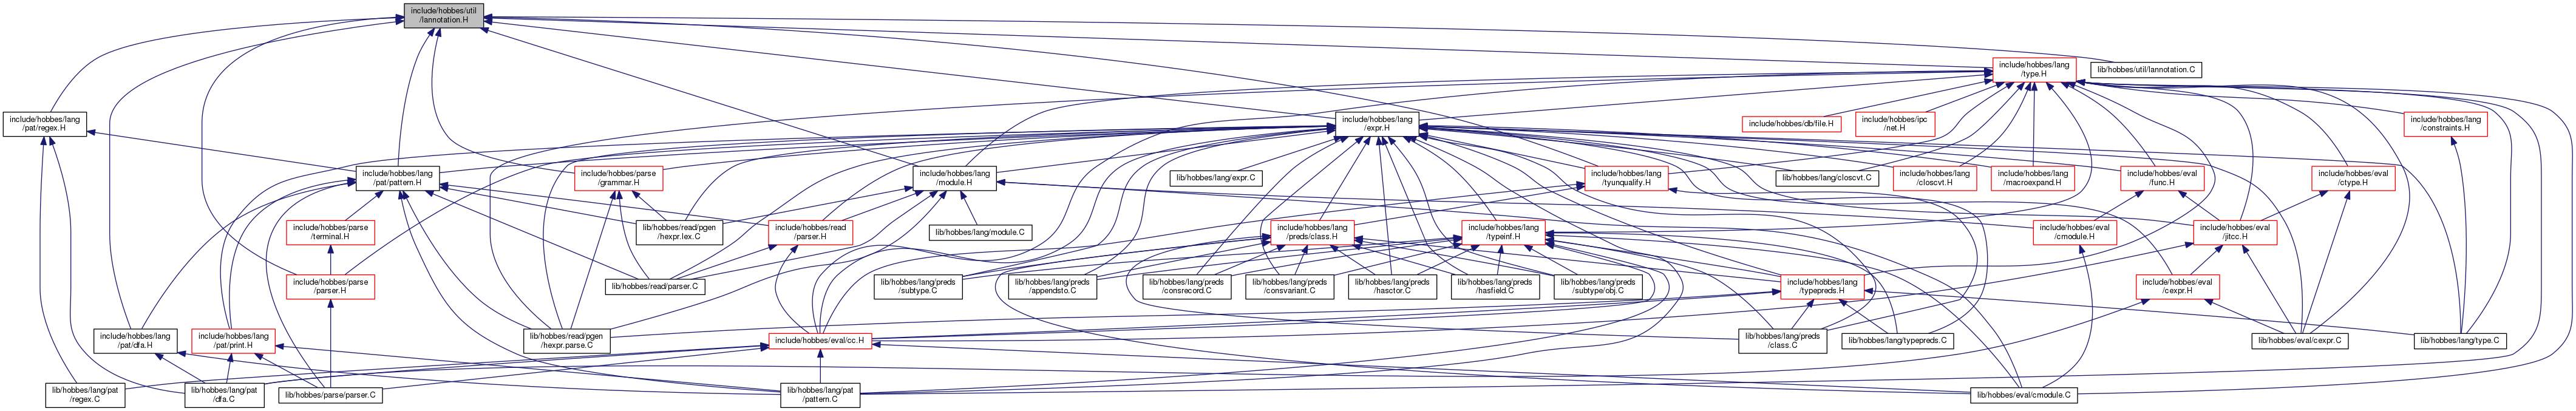 include/hobbes/util
/lannotation.H
include/hobbes/lang
/type.H
lib/hobbes/util/lannotation.C
include/hobbes/lang
/pat/regex.H
include/hobbes/lang
/expr.H
include/hobbes/db/file.H
include/hobbes/ipc
/net.H
include/hobbes/lang
/constraints.H
include/hobbes/lang
/pat/pattern.H
include/hobbes/parse
/grammar.H
include/hobbes/lang
/module.H
lib/hobbes/lang/expr.C
include/hobbes/lang
/tyunqualify.H
lib/hobbes/lang/closcvt.C
include/hobbes/lang
/closcvt.H
include/hobbes/lang
/macroexpand.H
include/hobbes/eval
/func.H
include/hobbes/eval
/ctype.H
include/hobbes/parse
/terminal.H
lib/hobbes/read/pgen
/hexpr.lex.C
include/hobbes/read
/parser.H
lib/hobbes/lang/module.C
include/hobbes/lang
/preds/class.H
include/hobbes/lang
/typeinf.H
include/hobbes/eval
/cmodule.H
include/hobbes/eval
/jitcc.H
include/hobbes/parse
/parser.H
lib/hobbes/read/parser.C
lib/hobbes/lang/preds
/subtype.C
lib/hobbes/lang/preds
/appendsto.C
lib/hobbes/lang/preds
/consrecord.C
lib/hobbes/lang/preds
/consvariant.C
lib/hobbes/lang/preds
/hasctor.C
lib/hobbes/lang/preds
/hasfield.C
lib/hobbes/lang/preds
/subtype/obj.C
include/hobbes/lang
/typepreds.H
include/hobbes/eval
/cexpr.H
include/hobbes/lang
/pat/dfa.H
include/hobbes/lang
/pat/print.H
lib/hobbes/read/pgen
/hexpr.parse.C
include/hobbes/eval/cc.H
lib/hobbes/lang/preds
/class.C
lib/hobbes/lang/typepreds.C
lib/hobbes/eval/cexpr.C
lib/hobbes/lang/type.C
lib/hobbes/lang/pat
/regex.C
lib/hobbes/lang/pat
/dfa.C
lib/hobbes/parse/parser.C
lib/hobbes/lang/pat
/pattern.C
lib/hobbes/eval/cmodule.C